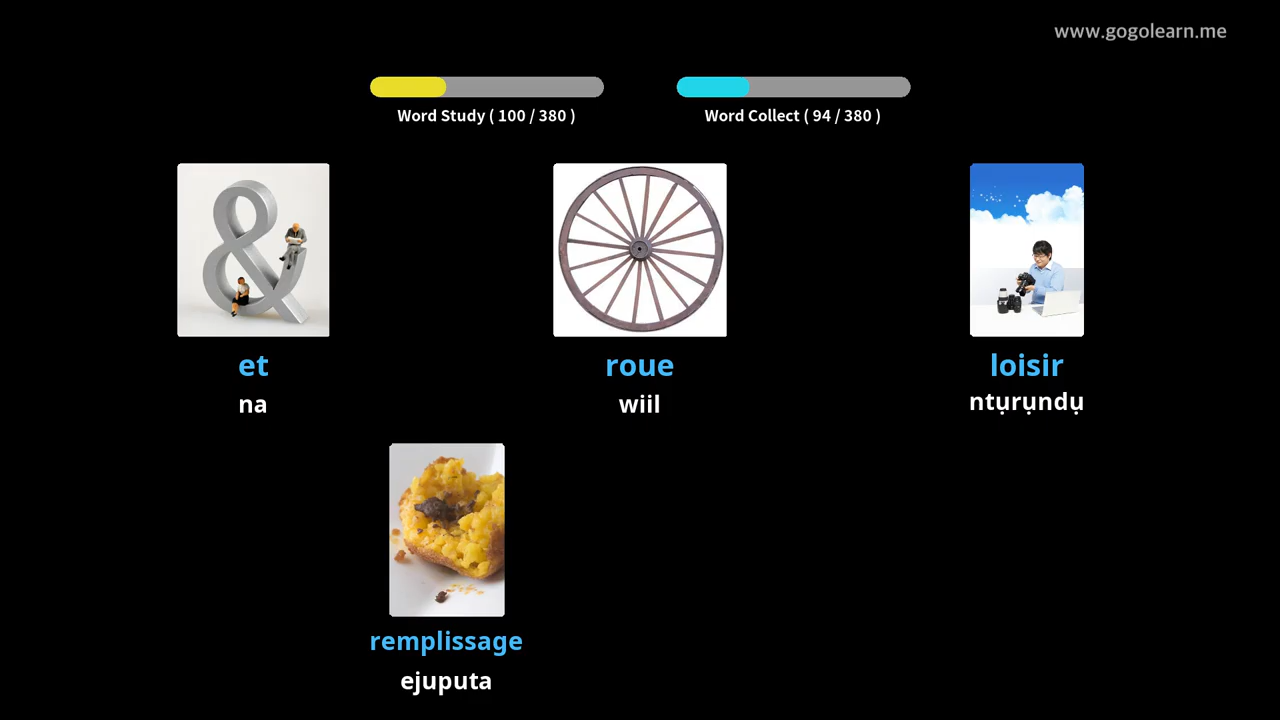 www.gogolearn.me
Word Study ( 100 / 380 )
Word Collect ( 94 / 380 )
&
et
roue
loisir
na
wiil
ntụrụndụ
remplissage
ejuputa